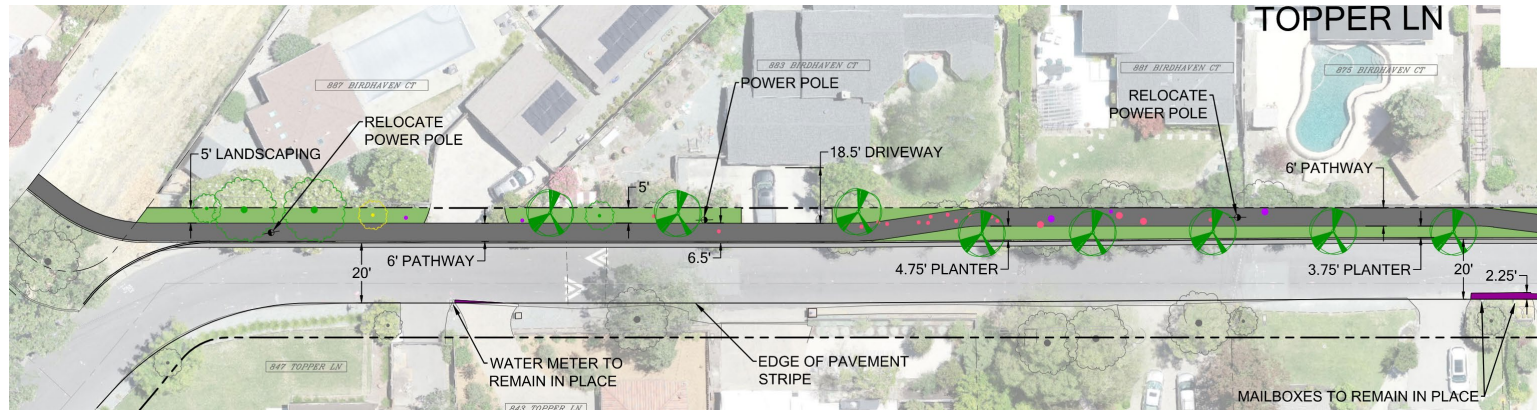 TOPPER LN
887 BIRDHAVEN CT
883 BIRDHAVEN CT
881 BIRDHAVEN CT
875 BIRDHAVEN CT
POWER POLE
RELOCATE
POWER POLE
RELOCATE
POWER POLE
5' LANDSCAPING
18.5' DRIVEWAY
6' PATHWAY
5'
20'
6' PATHWAY
6.5'
4.75' PLANTER
3.75' PLANTER
20'
2.25'
847 TOPPER LN
WATER METER TO
REMAIN IN PLACE
EDGE OF PAVEMENT
STRIPE
MAILBOXES TO REMAIN IN PLACE
843 TOPPER LN